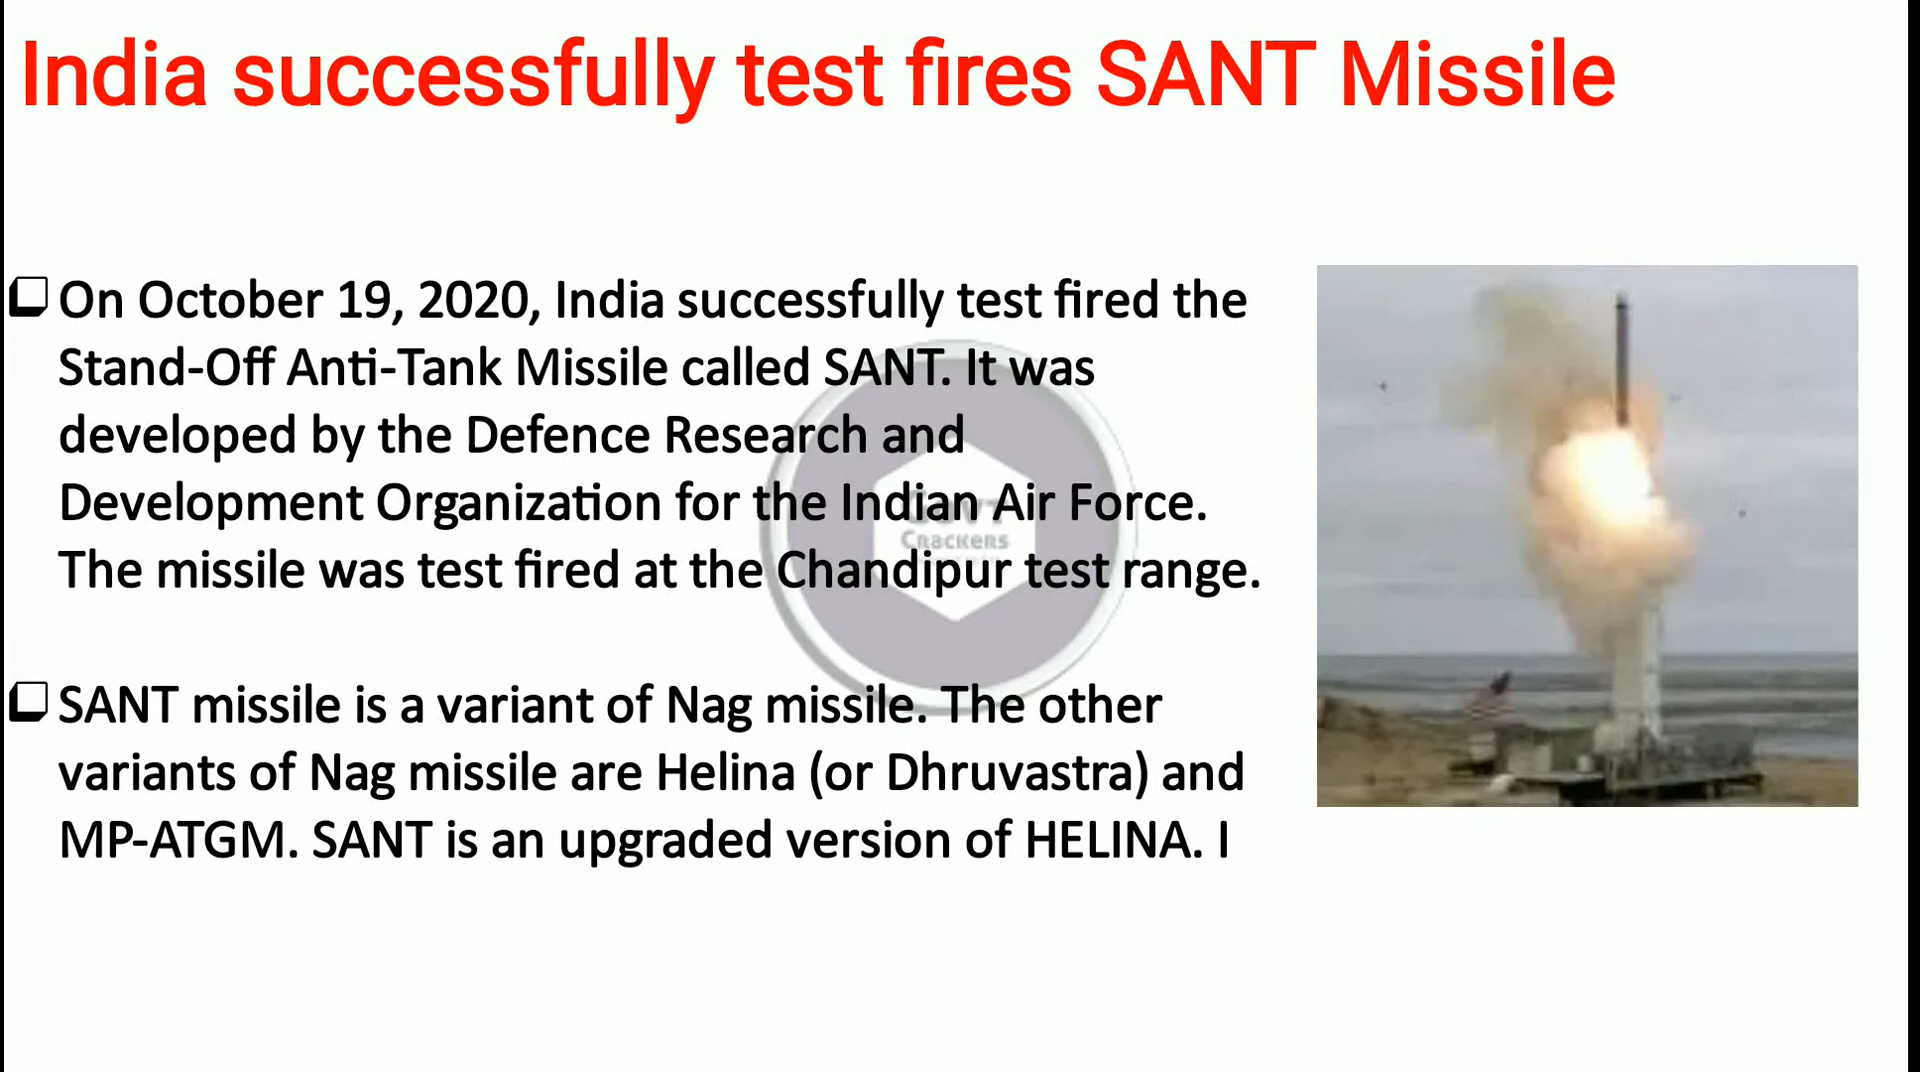 India successfully test fires SANT Missile
On October 19, 2020, India successfully test fired the
Stand-Off Anti-Tank Missile called SANT. It was
developed by the Defence Research and
Development Organization for the Indian Air Force.
The missile was test fired at the Chandipur test range.
SANT missile is a variant of Nag missile. The other
variants of Nag missile are Helina (or Dhruvastra) and
MP-ATGM. SANT is an upgraded version of HELINA. I
Crackers